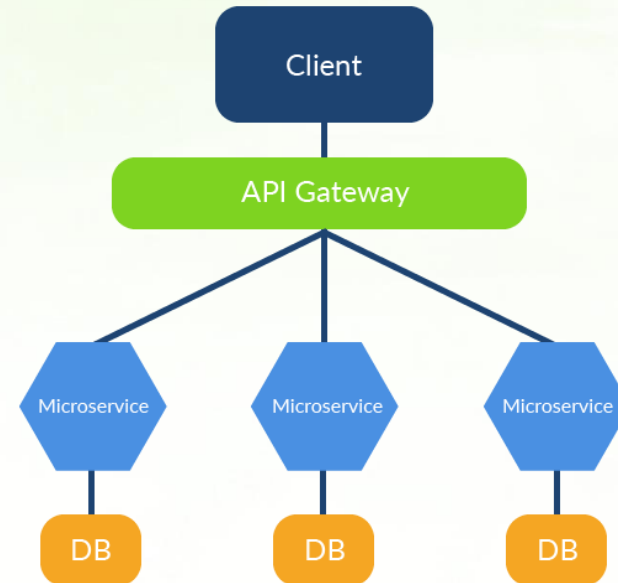 Client
API Gateway
Microservice
Microservice
Microservice
DB
DB
DB